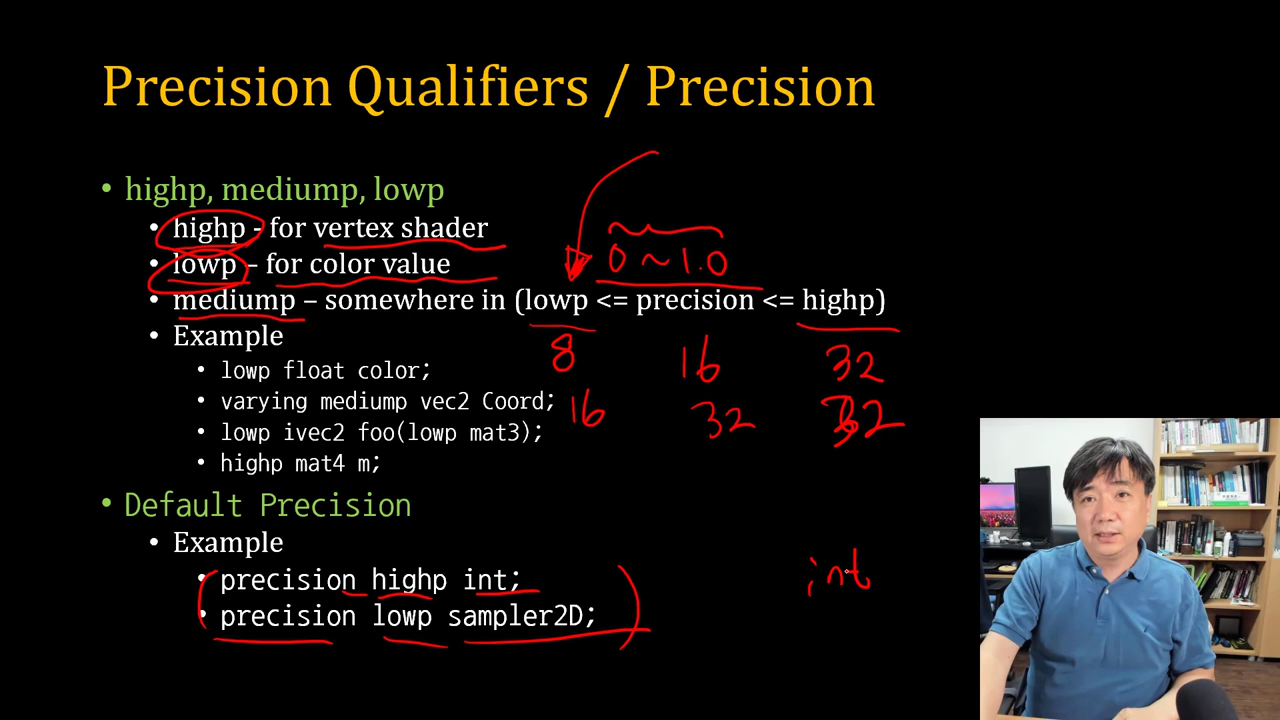 Precision Qualifiers / Precision
• highp, mediump, lowp
• highp - for vertex shader
• lowp – for color value
0 ~ 1.0
• mediump – somewhere in (lowp <= precision <= highp)
• Example
8 16 32
• lowp float color;
• varying mediump vec2 Coord;
16 32 32
• lowp ivec2 foo(lowp mat3);
• highp mat4 m;
• Default Precision
• Example
• precision highp int;
int
• precision lowp sampler2D;